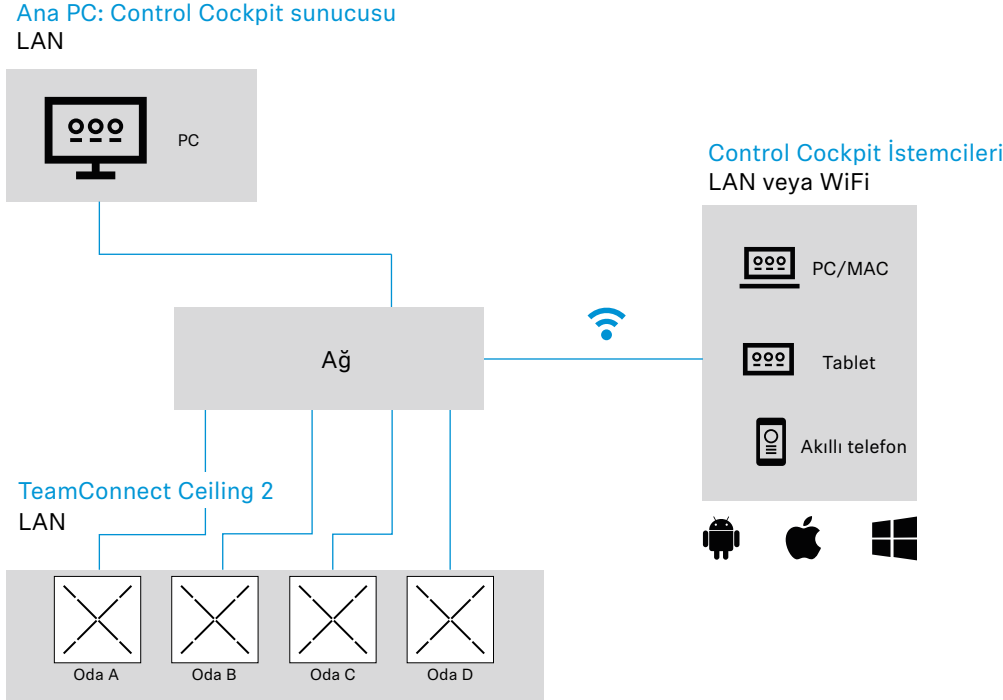 Ana PC: Control Cockpit sunucusu
LAN
PC
Control Cockpit İstemcileri
LAN veya WiFi
PC/MAC
Tablet
Akıllı telefon
Ağ
TeamConnect Ceiling 2
LAN
Oda A
Oda B
Oda C
Oda D